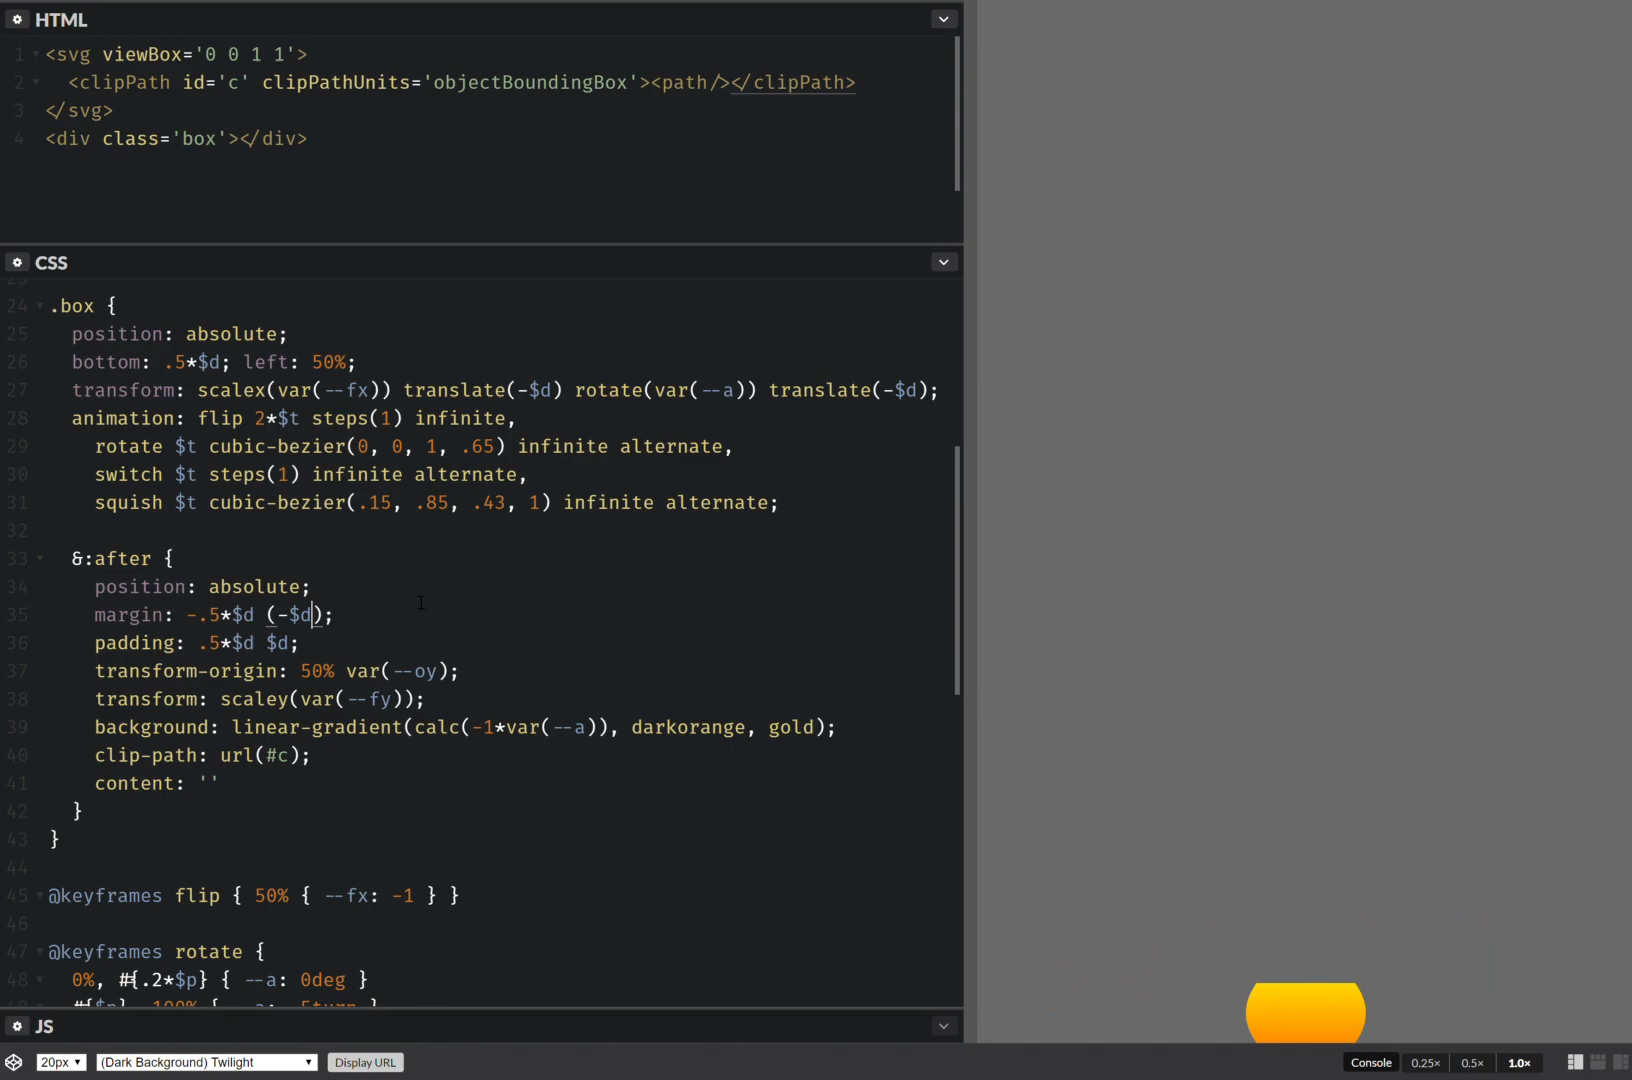 HTML
1 <svg viewBox='0 0 1 1'>
2 <clipPath id='c' clipPathUnits='objectBoundingBox'><path/></clipPath>
3 </svg>
4 <div class='box'></div>
CSS
23
24 .box {
25 position: absolute;
26 bottom: .5*$d; left: 50%;
27 transform: scalex(var(--fx)) translate(-$d) rotate(var(--a)) translate(-$d);
28 animation: flip 2*$t steps(1) infinite,
29 rotate $t cubic-bezier(0, 0, 1, .65) infinite alternate,
30 switch $t steps(1) infinite alternate,
31 squish $t cubic-bezier(.15, .85, .43, 1) infinite alternate;
32
33 &:after {
34 position: absolute;
35 margin: -.5*$d (-$d);
36 padding: .5*$d $d;
37 transform-origin: 50% var(--oy);
38 transform: scaley(var(--fy));
39 background: linear-gradient(calc(-1*var(--a)), darkorange, gold);
40 clip-path: url(#c);
41 content: ''
42 }
43 }
44
45 @keyframes flip { 50% { --fx: -1 } }
46
47 @keyframes rotate {
48 0%, #{.2*$p} { --a: 0deg }
49 #{$p}, 100% { --a: .5turn }
JS
20px (Dark Background) Twilight Display URL Console 0.25× 0.5× 1.0×